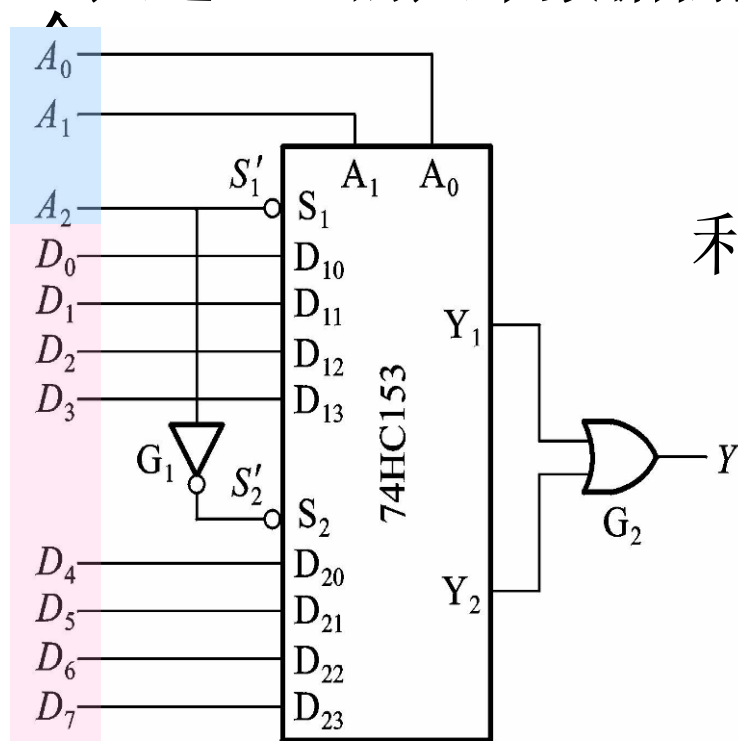 A₀
A₁
A₂
D₀
D₁
D₂
D₃
G₁
D₄
D₅
D₆
D₇
S₁′
S₂′
A₁ A₀
S₁
D₁₀
D₁₁
D₁₂
D₁₃
S₂
D₂₀
D₂₁
D₂₂
D₂₃
74HC153
Y₁
Y₂
G₂
Y